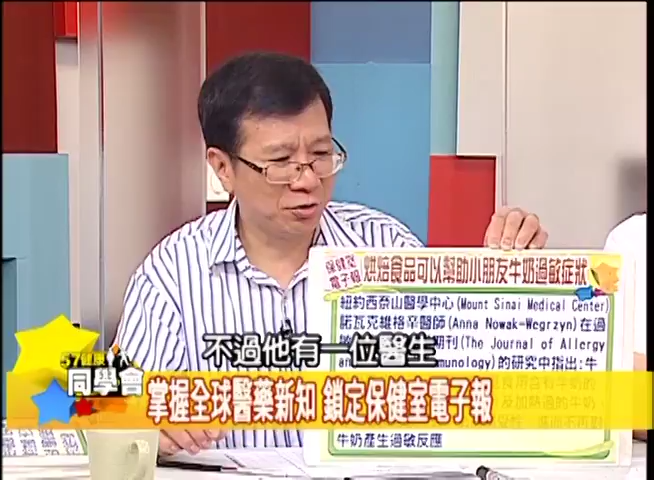 保健室
電子報
烘焙食品可以幫助小朋友牛奶過敏症狀
紐約西奈山醫學中心(Mount Sinai Medical Center)
諾瓦克維格辛醫師(Anna Nowak-Wegrzyn)在過
期刊(The Journal of Allergy
munology)的研究中指出:牛
牛奶產生過敏反應
不過他有一位醫生
57健康
同學會
掌握全球醫藥新知 鎖定保健室電子報